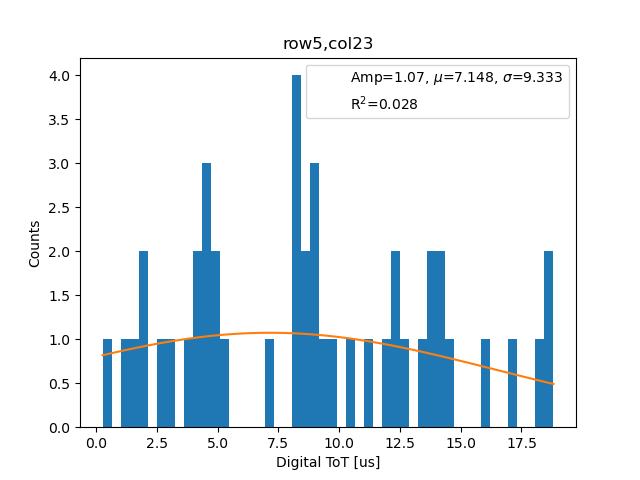 row5,col23
Amp=1.07, μ=7.148, σ=9.333
R²=0.028
Counts
4.0
3.5
3.0
2.5
2.0
1.5
1.0
0.5
0.0
0.0 2.5 5.0 7.5 10.0 12.5 15.0 17.5
Digital ToT [us]